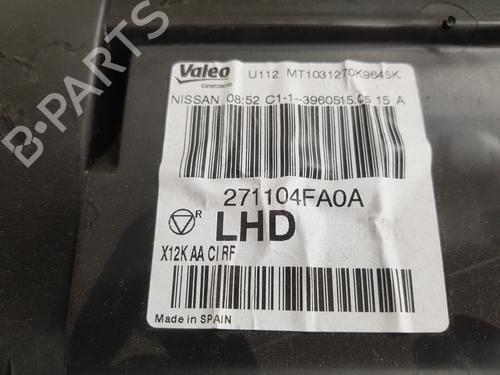 Valeo U112 MT1031270K9645K
NISSAN 08:52 C1-1--3960515.05.15 A
271104FA0A
R LHD
X12K AA CI RF
Made in SPAIN
B-PARTS